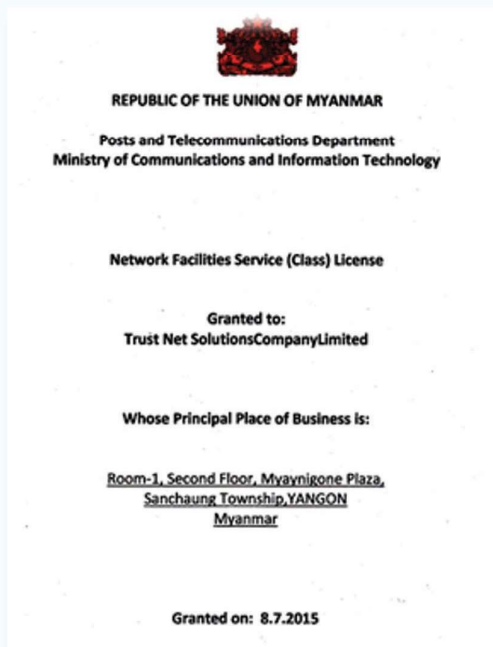 REPUBLIC OF THE UNION OF MYANMAR
Posts and Telecommunications Department
Ministry of Communications and Information Technology
Network Facilities Service (Class) License
Granted to:
Trust Net SolutionsCompanyLimited
Whose Principal Place of Business is:
Room-1, Second Floor, Myaynigone Plaza,
Sanchaung Township,YANGON
Myanmar
Granted on: 8.7.2015